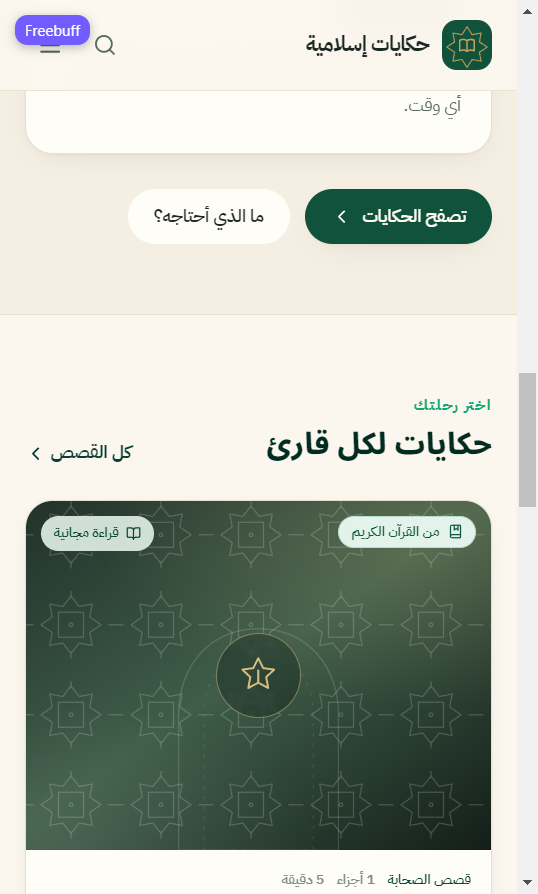 Freebuff
حكايات إسلامية
أي وقت.
تصفح الحكايات
ما الذي أحتاجه؟
اختر رحلتك
حكايات لكل قارئ
كل القصص
من القرآن الكريم
قراءة مجانية
قصص الصحابة 1 أجزاء 5 دقيقة